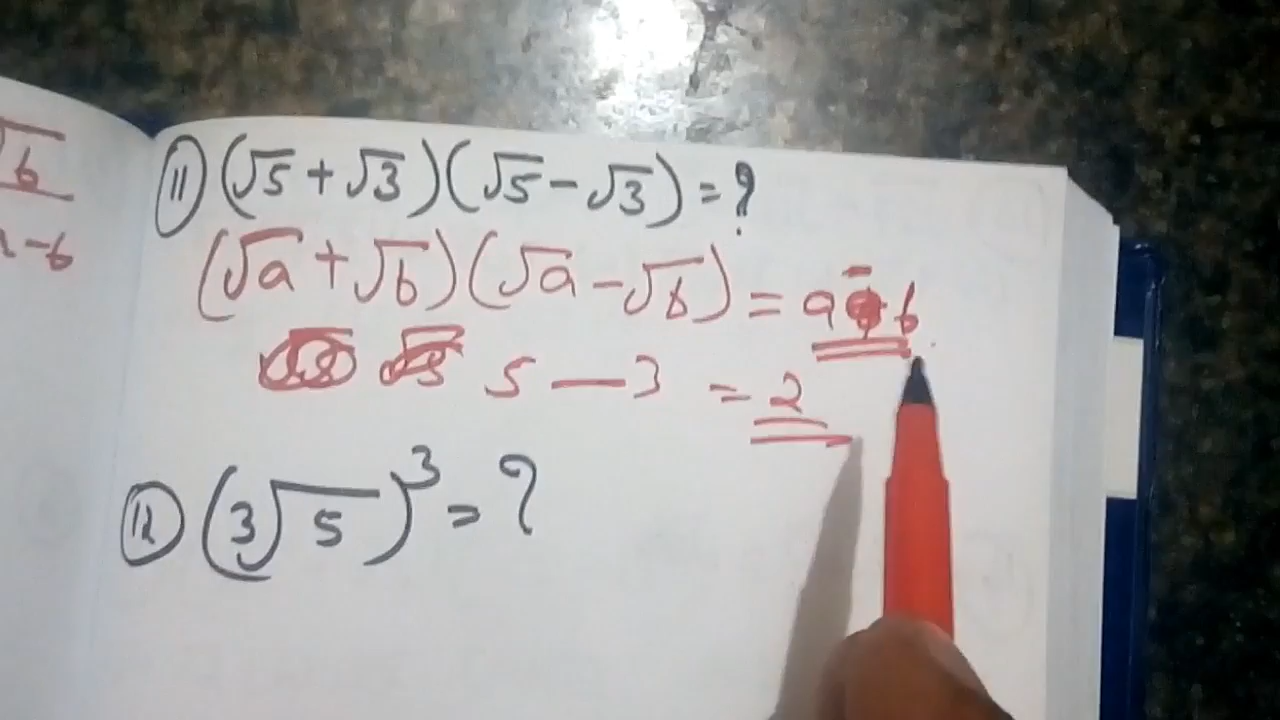 √b
a-b
11) (√5 + √3)(√5 - √3) = ?
(√a + √b)(√a - √b) = a - b
5 - 3 = 2
12) (3√5)³ = ?